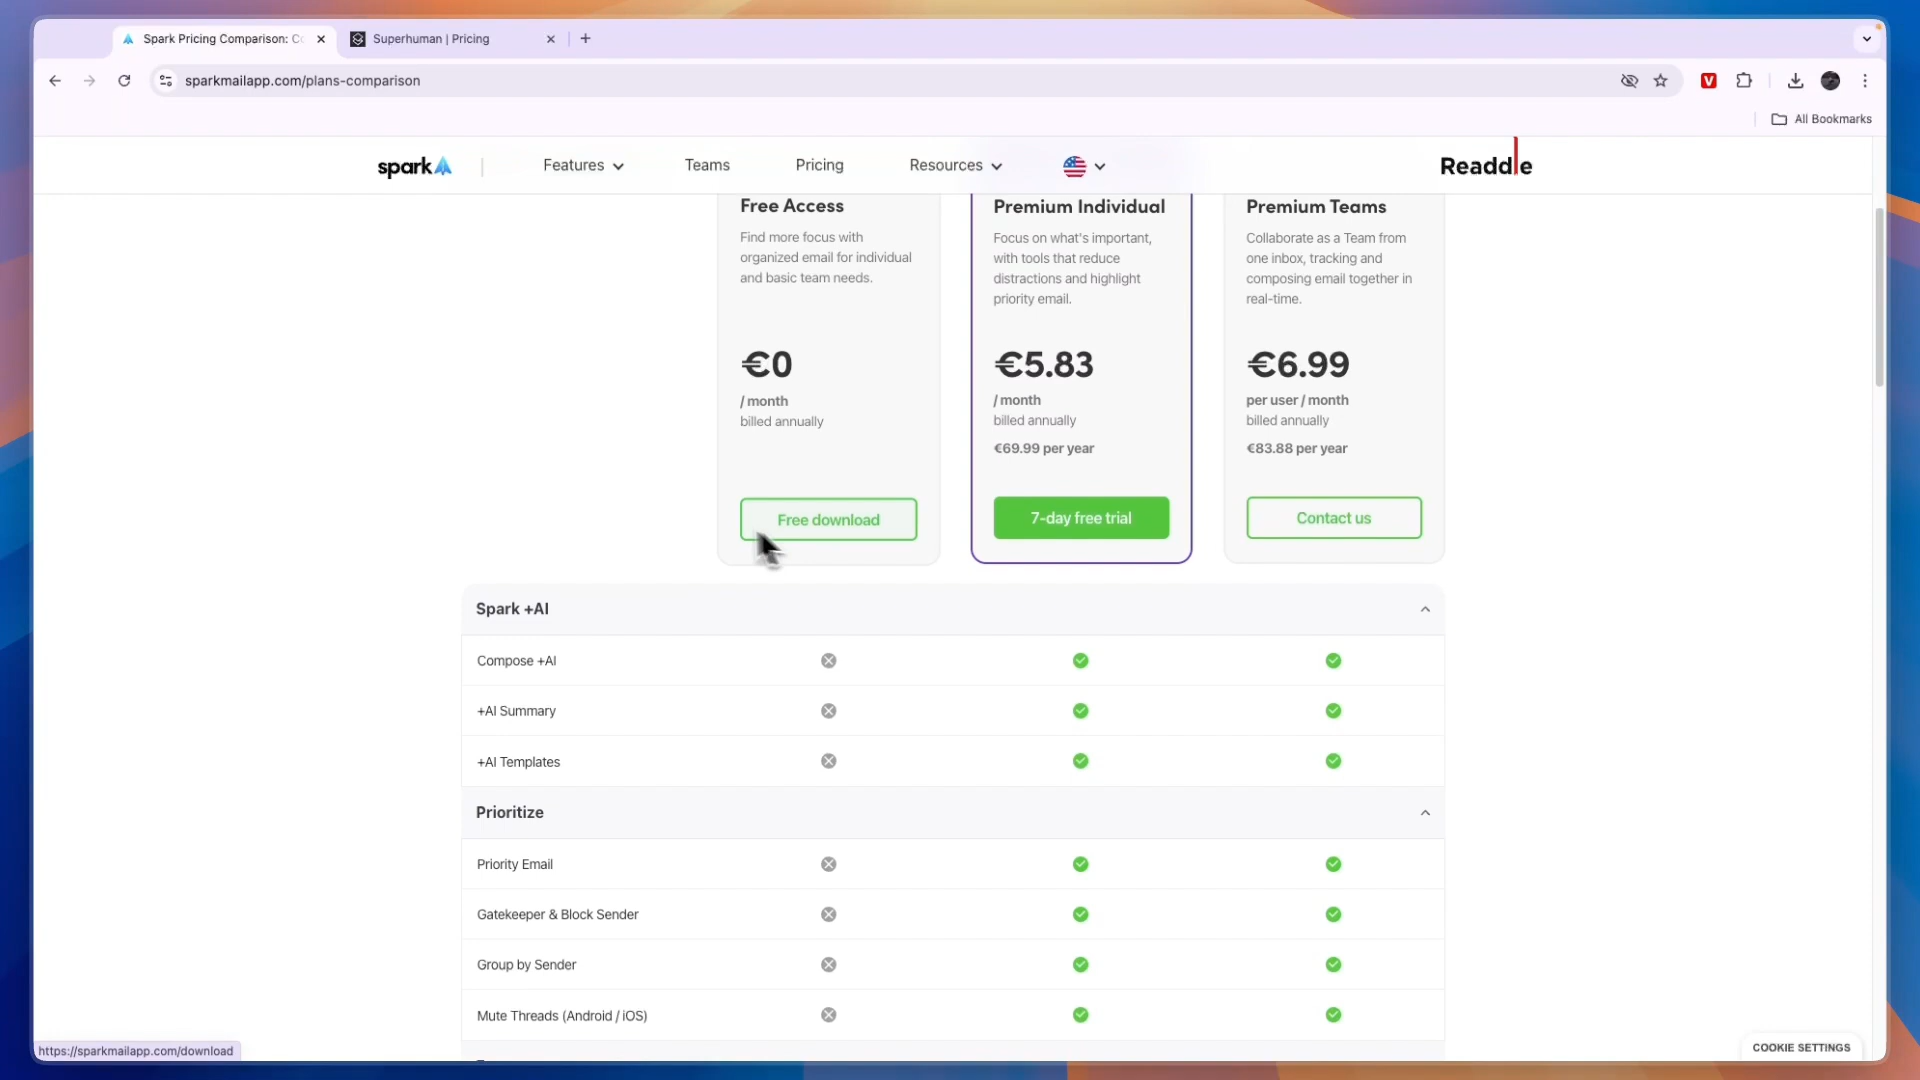 Spark Pricing Comparison: Co
Superhuman | Pricing
sparkmailapp.com/plans-comparison
All Bookmarks
spark
Features
Teams
Pricing
Resources
Readdle
Free Access
Find more focus with
organized email for individual
and basic team needs.
€0
/ month
billed annually
Free download
Premium Individual
Focus on what's important,
with tools that reduce
distractions and highlight
priority email.
€5.83
/ month
billed annually
€69.99 per year
7-day free trial
Premium Teams
Collaborate as a Team from
one inbox, tracking and
composing email together in
real-time.
€6.99
per user / month
billed annually
€83.88 per year
Contact us
Spark +AI
Compose +AI
+AI Summary
+AI Templates
Prioritize
Priority Email
Gatekeeper & Block Sender
Group by Sender
Mute Threads (Android / iOS)
https://sparkmailapp.com/download
COOKIE SETTINGS